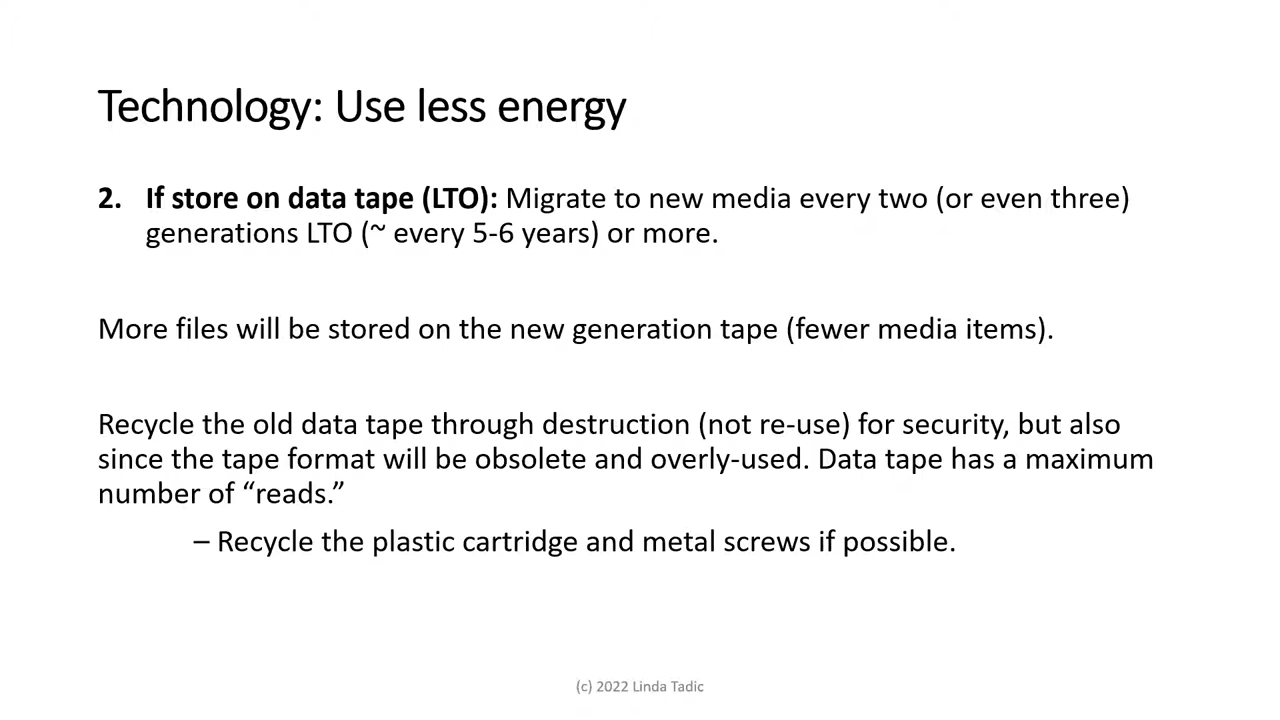 Technology: Use less energy
2. If store on data tape (LTO): Migrate to new media every two (or even three)
generations LTO (~ every 5-6 years) or more.
More files will be stored on the new generation tape (fewer media items).
Recycle the old data tape through destruction (not re-use) for security, but also
since the tape format will be obsolete and overly-used. Data tape has a maximum
number of “reads.”
– Recycle the plastic cartridge and metal screws if possible.
(c) 2022 Linda Tadic